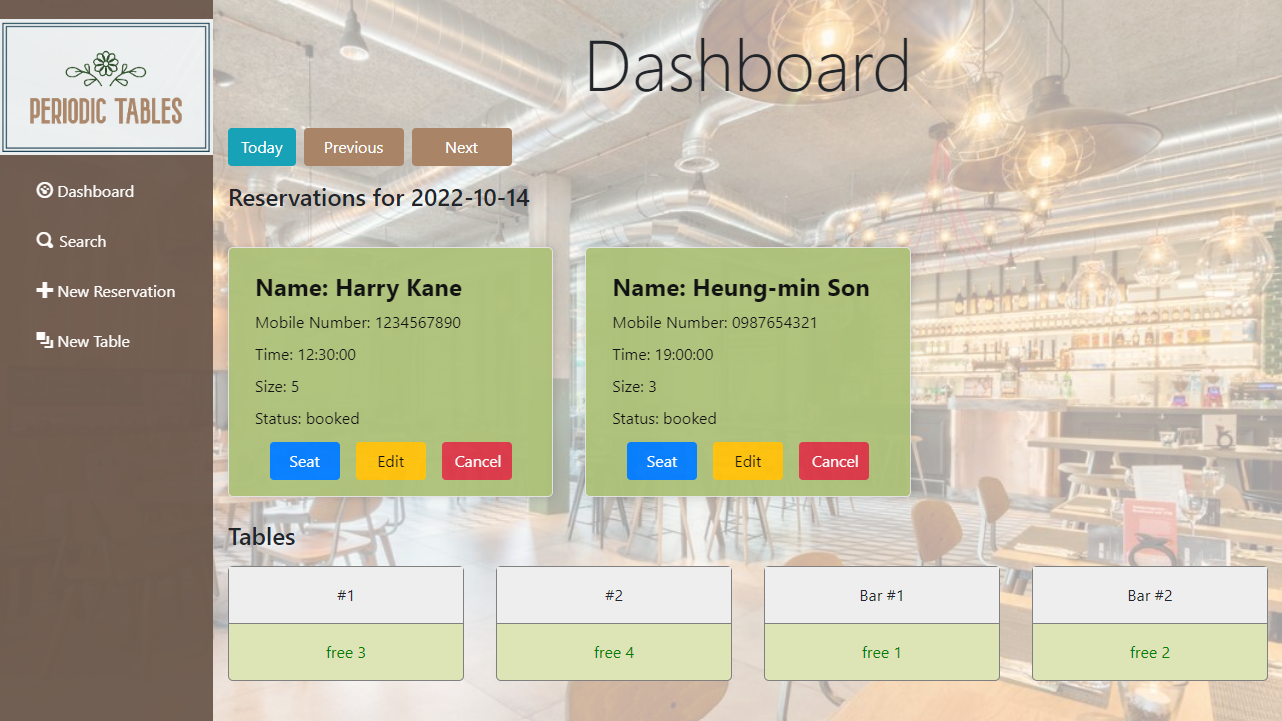 PERIODIC TABLES
Dashboard
Search
New Reservation
New Table
Dashboard
Today Previous Next
Reservations for 2022-10-14
Name: Harry Kane
Mobile Number: 1234567890
Time: 12:30:00
Size: 5
Status: booked
Seat Edit Cancel
Name: Heung-min Son
Mobile Number: 0987654321
Time: 19:00:00
Size: 3
Status: booked
Seat Edit Cancel
Tables
#1
free 3
#2
free 4
Bar #1
free 1
Bar #2
free 2